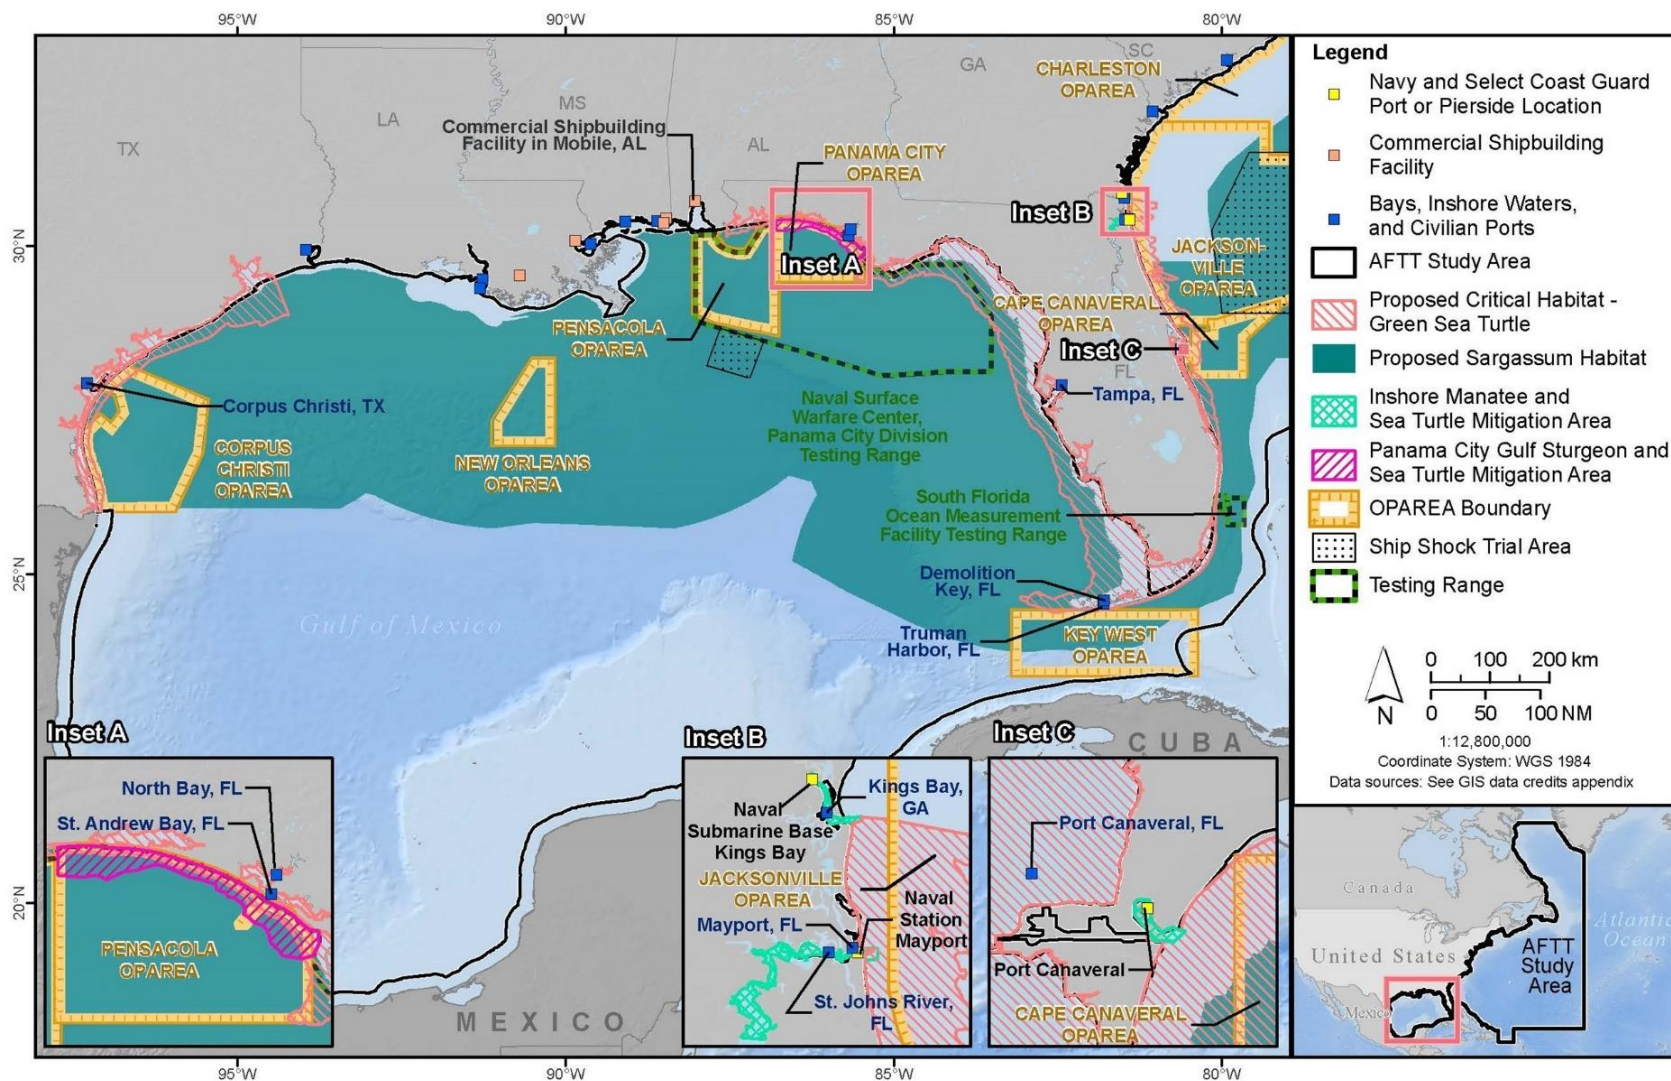 95°W
90°W
85°W
80°W
SC
GA
CHARLESTON
OPAREA
MS
LA
TX
AL
Commercial Shipbuilding
Facility in Mobile, AL
PANAMA CITY
OPAREA
Inset B
30°N
30°N
Inset A
JACKSON-
VILLE
OPAREA
CAPE CANAVERAL
OPAREA
PENSACOLA
OPAREA
Inset C
FL
Corpus Christi, TX
Tampa, FL
Naval Surface
Warfare Center,
Panama City Division
Testing Range
CORPUS
CHRISTI
OPAREA
NEW ORLEANS
OPAREA
South Florida
Ocean Measurement
Facility Testing Range
25°N
25°N
Demolition
Key, FL
Gulf of Mexico
Truman
Harbor, FL
KEY WEST
OPAREA
CUBA
MEXICO
20°N
20°N
Inset A
North Bay, FL
St. Andrew Bay, FL
PENSACOLA
OPAREA
Inset B
Kings Bay,
GA
Naval
Submarine Base
Kings Bay
JACKSONVILLE
OPAREA
Mayport, FL
Naval
Station
Mayport
St. Johns River,
FL
Inset C
Port Canaveral, FL
Port Canaveral
CAPE CANAVERAL
OPAREA
95°W
90°W
85°W
80°W
Legend
Navy and Select Coast Guard
Port or Pierside Location
Commercial Shipbuilding
Facility
Bays, Inshore Waters,
and Civilian Ports
AFTT Study Area
Proposed Critical Habitat -
Green Sea Turtle
Proposed Sargassum Habitat
Inshore Manatee and
Sea Turtle Mitigation Area
Panama City Gulf Sturgeon and
Sea Turtle Mitigation Area
OPAREA Boundary
Ship Shock Trial Area
Testing Range
0 100 200 km
0 50 100 NM
N
1:12,800,000
Coordinate System: WGS 1984
Data sources: See GIS data credits appendix
Canada
United States
Mexico
Atlantic
Ocean
AFTT
Study
Area